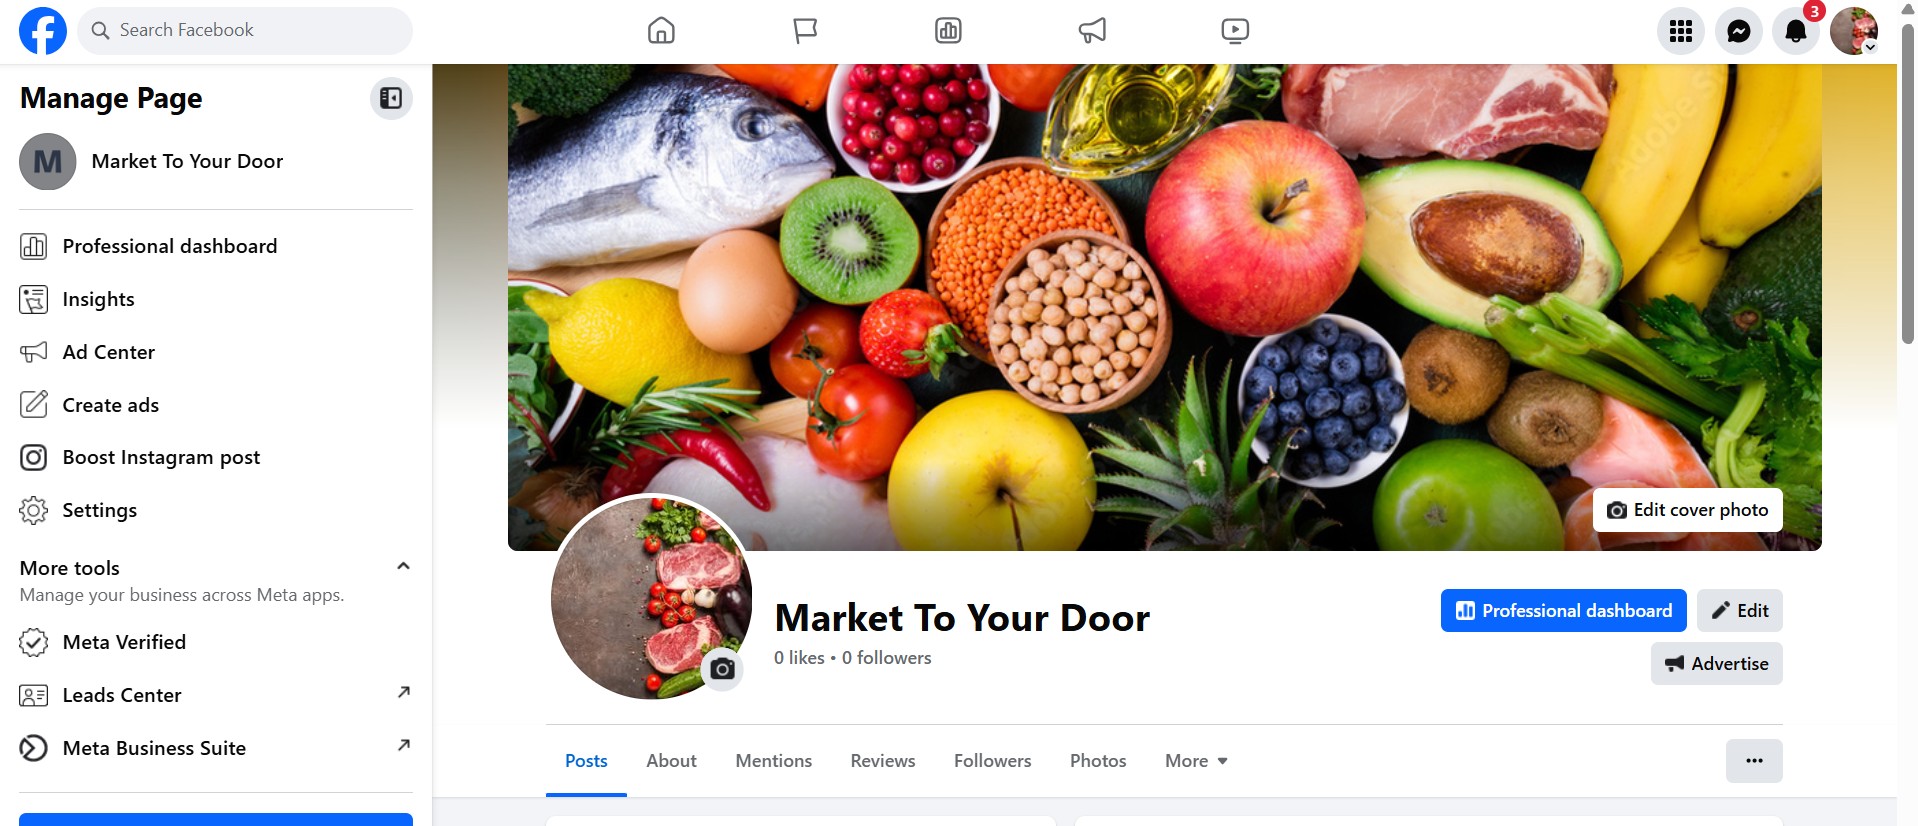 Search Facebook
3
Manage Page
M
Market To Your Door
Professional dashboard
Insights
Ad Center
Create ads
Boost Instagram post
Settings
More tools
Manage your business across Meta apps.
Meta Verified
Leads Center
Meta Business Suite
Adobe S
Edit cover photo
Market To Your Door
0 likes • 0 followers
Professional dashboard
Edit
Advertise
Posts
About
Mentions
Reviews
Followers
Photos
More